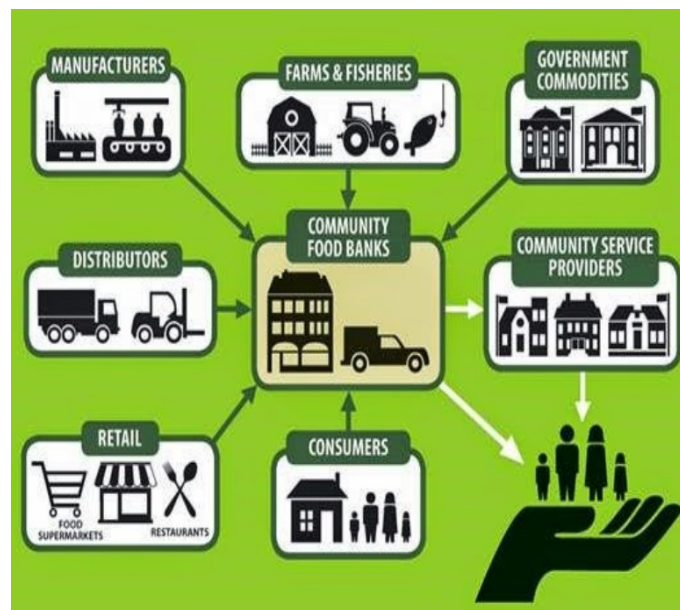 MANUFACTURERS
FARMS & FISHERIES
GOVERNMENT
COMMODITIES
DISTRIBUTORS
COMMUNITY
FOOD BANKS
COMMUNITY SERVICE
PROVIDERS
RETAIL
FOOD
SUPERMARKETS
RESTAURANTS
CONSUMERS